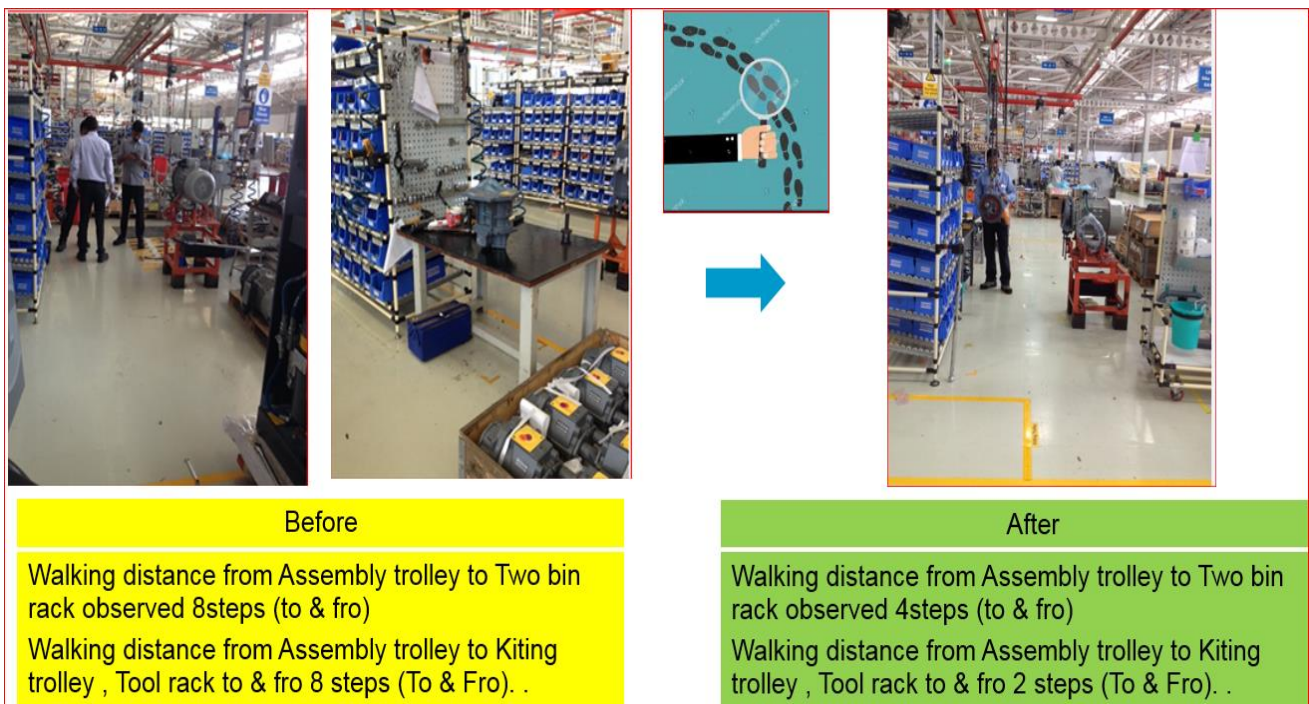 Before
Walking distance from Assembly trolley to Two bin
rack observed 8steps (to & fro)
Walking distance from Assembly trolley to Kiting
trolley , Tool rack to & fro 8 steps (To & Fro). .
After
Walking distance from Assembly trolley to Two bin
rack observed 4steps (to & fro)
Walking distance from Assembly trolley to Kiting
trolley , Tool rack to & fro 2 steps (To & Fro). .